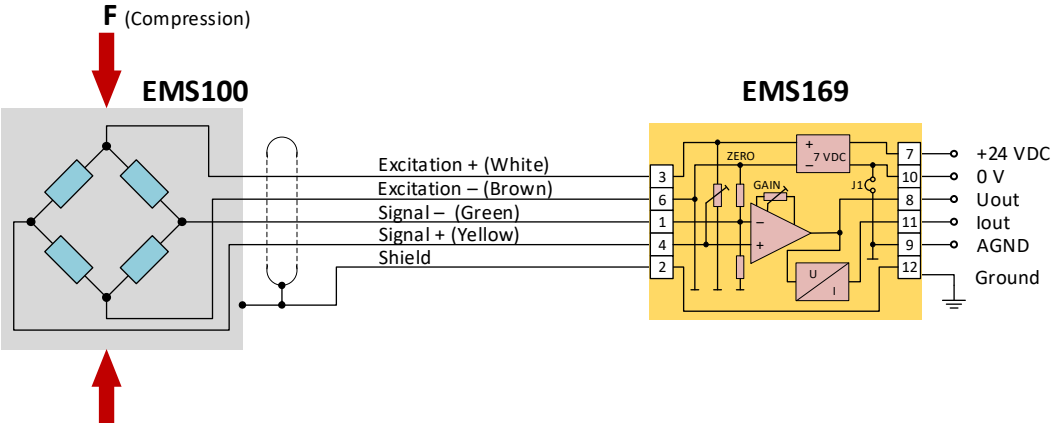 F (Compression)
EMS100
EMS169
Excitation + (White)
Excitation – (Brown)
Signal – (Green)
Signal + (Yellow)
Shield
3
6
1
4
2
ZERO
GAIN
+
–
7 VDC
J1
–
+
U
I
7
10
8
11
9
12
+24 VDC
0 V
Uout
Iout
AGND
Ground